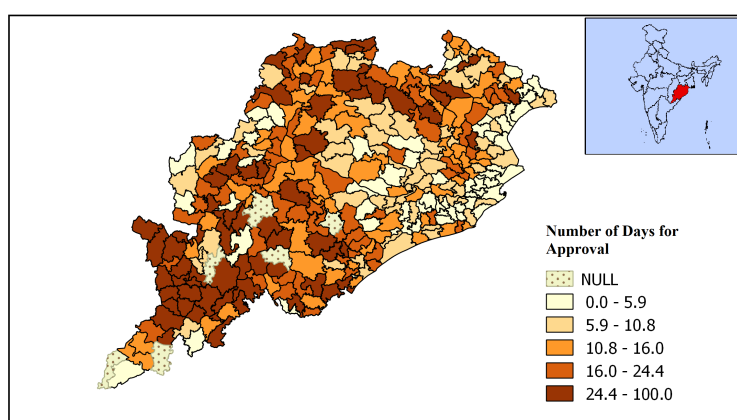 Number of Days for
Approval
NULL
0.0 - 5.9
5.9 - 10.8
10.8 - 16.0
16.0 - 24.4
24.4 - 100.0